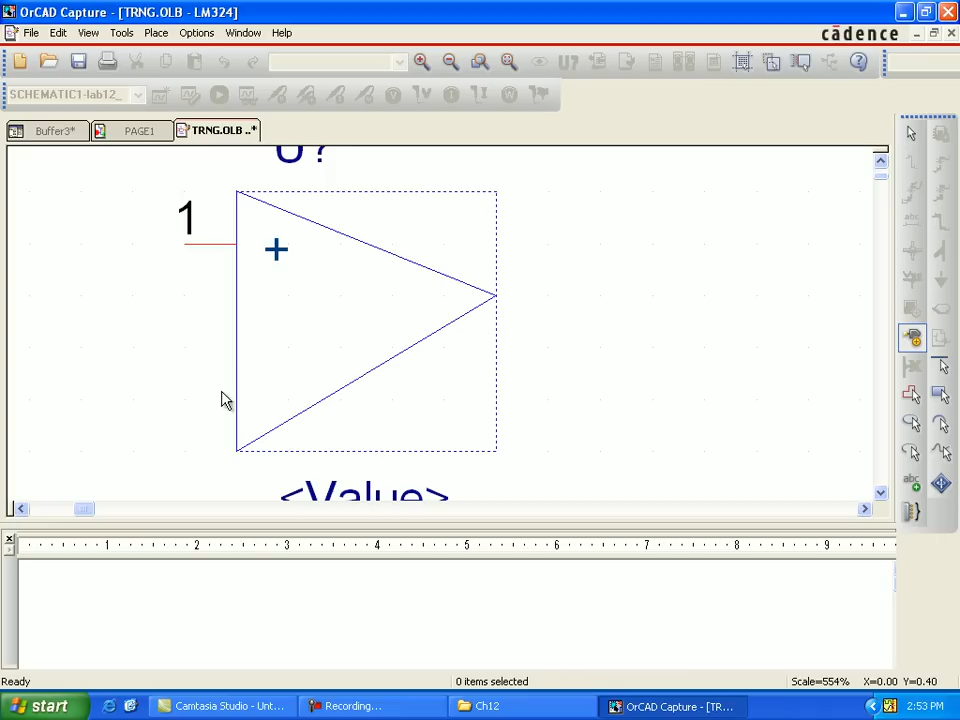 OrCAD Capture - [TRNG.OLB - LM324]
File Edit View Tools Place Options Window Help
cādence
SCHEMATIC1-lab12_
Buffer3* PAGE1 TRNG.OLB ..*
U?
1
+
<Value>
1 2 3 4 5 6 7 8 9
Ready 0 items selected Scale=554% X=0.00 Y=0.40
start Camtasia Studio - Unt... Recording... Ch12 OrCAD Capture - [TR... 2:53 PM